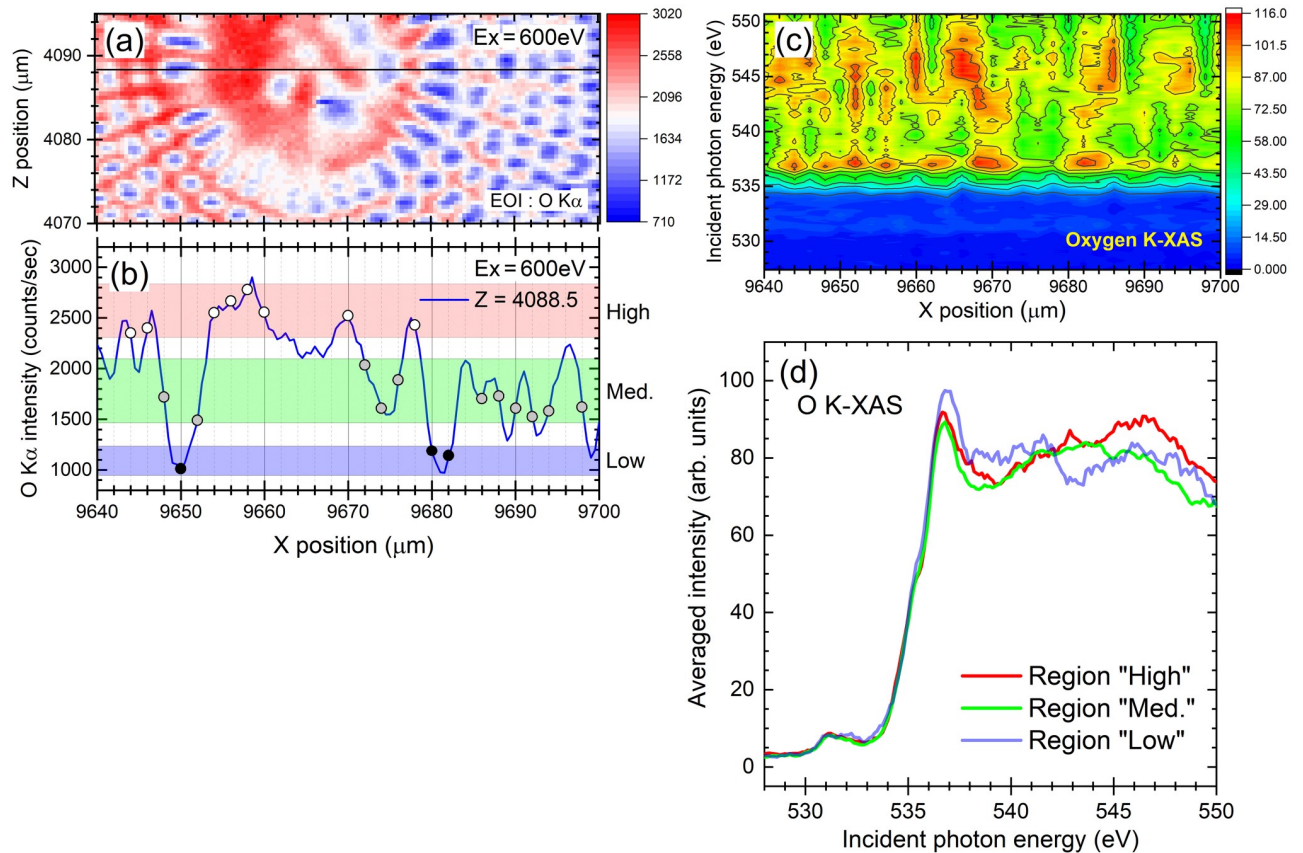 (a)
Ex = 600eV
EOI : O Kα
4090
4080
4070
Z position (μm)
3020
2558
2096
1634
1172
710
(b)
Ex = 600eV
Z = 4088.5
3000
2500
2000
1500
1000
O Kα intensity (counts/sec)
High
Med.
Low
9640 9650 9660 9670 9680 9690 9700
X position (μm)
(c)
Oxygen K-XAS
550
545
540
535
530
Incident photon energy (eV)
9640 9650 9660 9670 9680 9690 9700
X position (μm)
116.0
101.5
87.00
72.50
58.00
43.50
29.00
14.50
0.000
(d)
O K-XAS
100
80
60
40
20
0
Averaged intensity (arb. units)
Region "High"
Region "Med."
Region "Low"
530 535 540 545 550
Incident photon energy (eV)